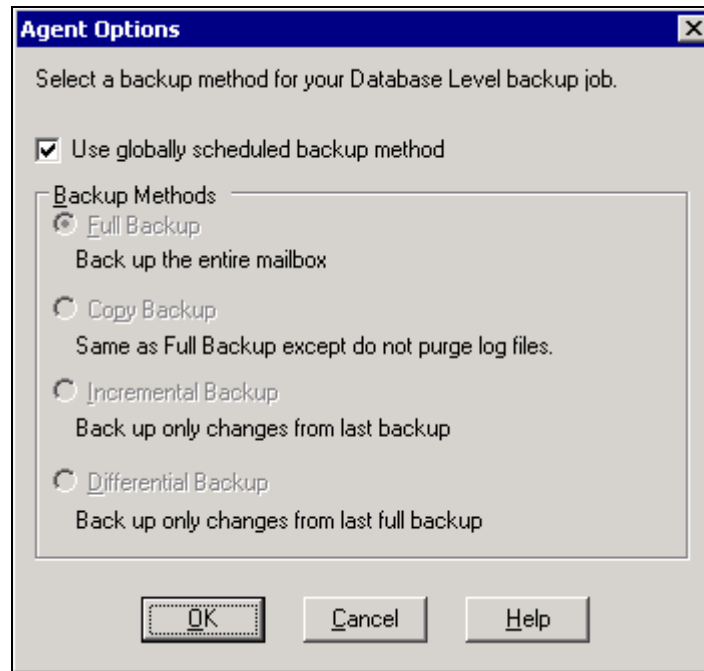 Agent Options
Select a backup method for your Database Level backup job.
Use globally scheduled backup method
Backup Methods
Full Backup
Back up the entire mailbox
Copy Backup
Same as Full Backup except do not purge log files.
Incremental Backup
Back up only changes from last backup
Differential Backup
Back up only changes from last full backup
OK Cancel Help